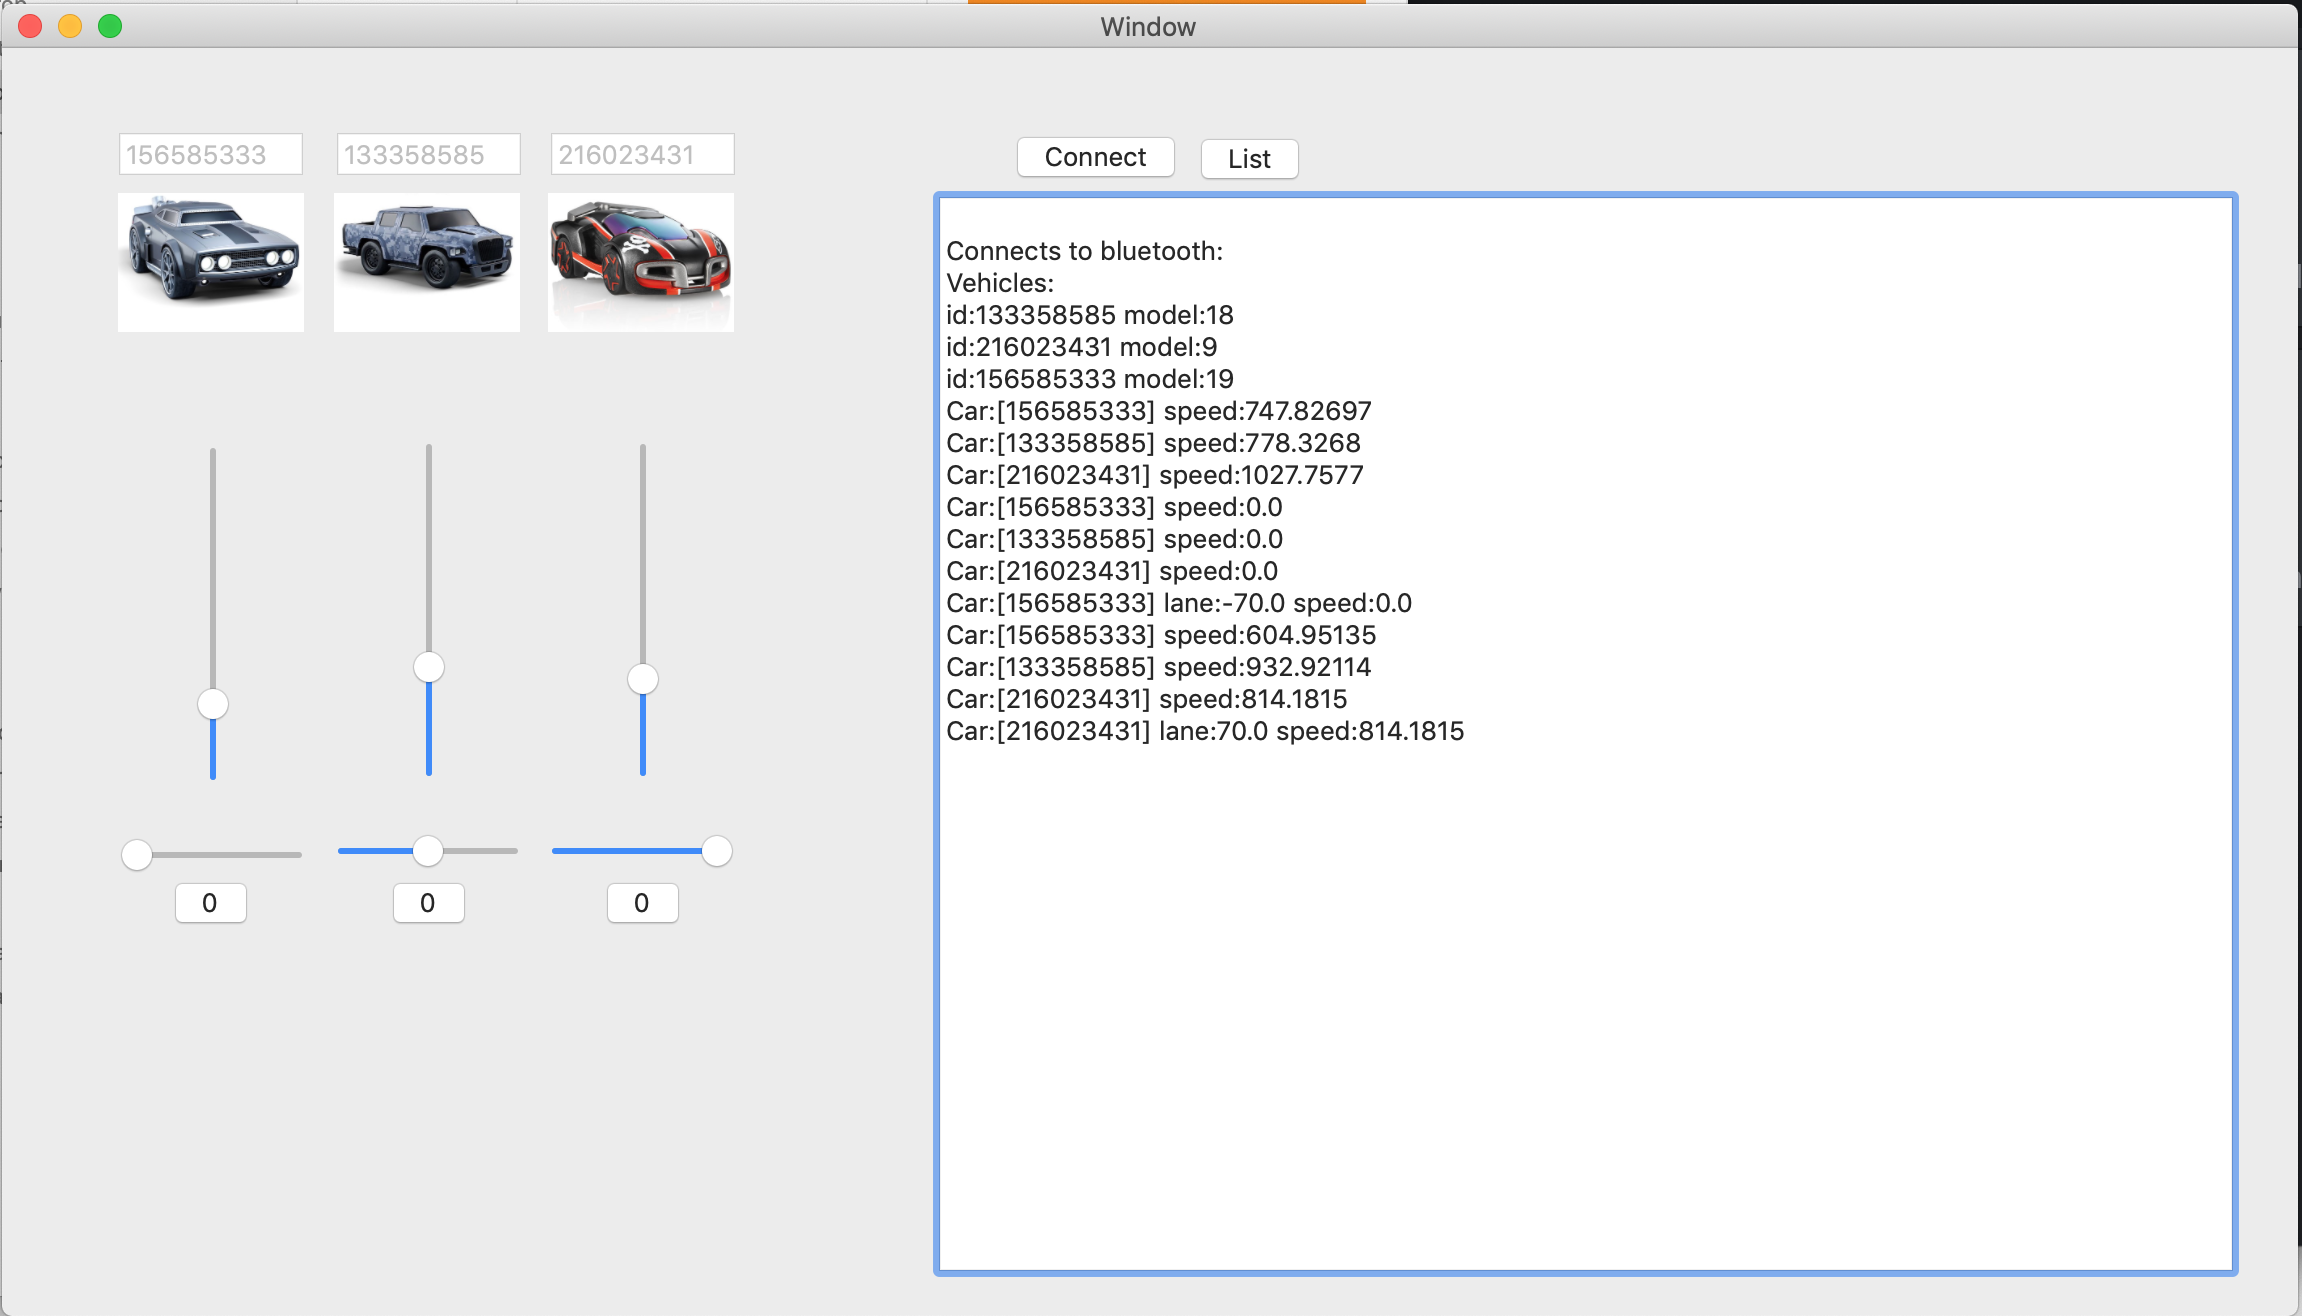 Window
156585333 133358585 216023431
Connect List
Connects to bluetooth:
Vehicles:
id:133358585 model:18
id:216023431 model:9
id:156585333 model:19
Car:[156585333] speed:747.82697
Car:[133358585] speed:778.3268
Car:[216023431] speed:1027.7577
Car:[156585333] speed:0.0
Car:[133358585] speed:0.0
Car:[216023431] speed:0.0
Car:[156585333] lane:-70.0 speed:0.0
Car:[156585333] speed:604.95135
Car:[133358585] speed:932.92114
Car:[216023431] speed:814.1815
Car:[216023431] lane:70.0 speed:814.1815
0 0 0